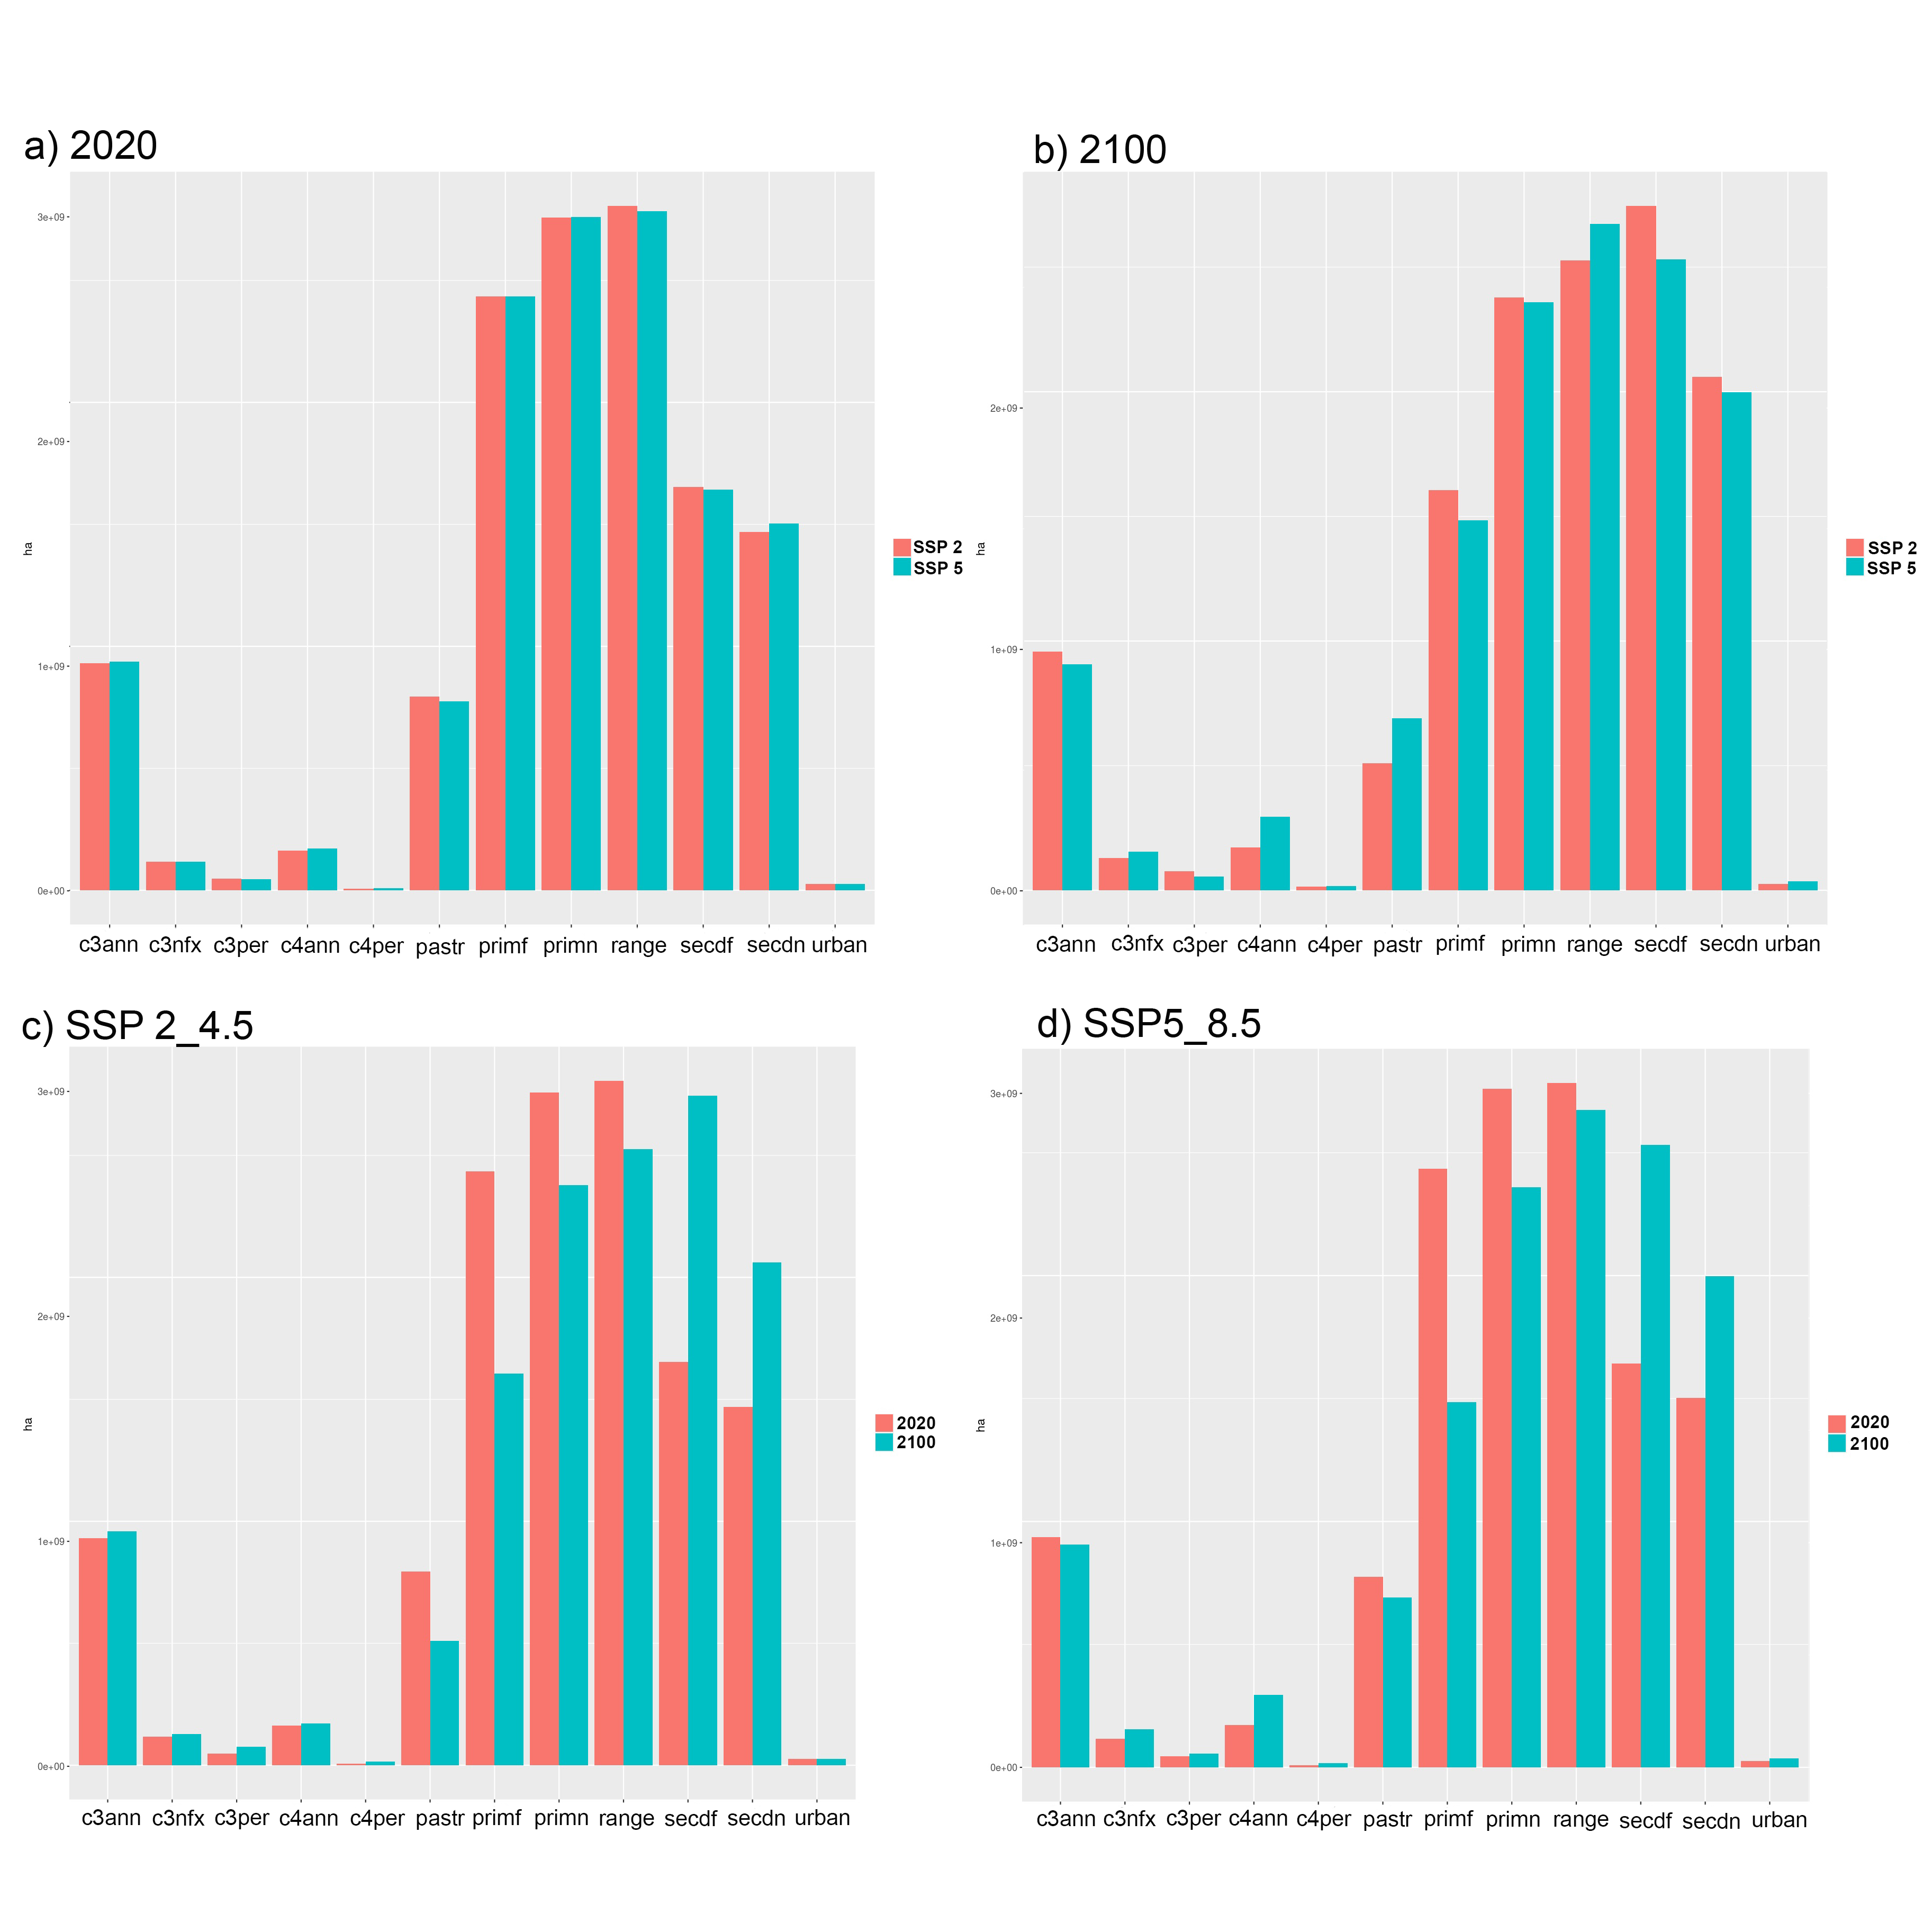 a) 2020
3e+09
2e+09
1e+09
0e+00
ha
c3ann c3nfx c3per c4ann c4per pastr primf primn range secdf secdn urban
SSP 2
SSP 5
b) 2100
2e+09
1e+09
0e+00
ha
c3ann c3nfx c3per c4ann c4per pastr primf primn range secdf secdn urban
SSP 2
SSP 5
c) SSP 2_4.5
3e+09
2e+09
1e+09
0e+00
ha
c3ann c3nfx c3per c4ann c4per pastr primf primn range secdf secdn urban
2020
2100
d) SSP5_8.5
3e+09
2e+09
1e+09
0e+00
ha
c3ann c3nfx c3per c4ann c4per pastr primf primn range secdf secdn urban
2020
2100